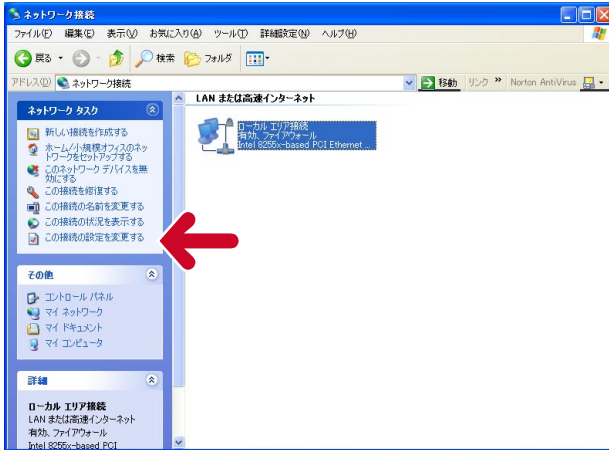 ネットワーク接続
ファイル(F) 編集(E) 表示(V) お気に入り(A) ツール(T) 詳細設定(N) ヘルプ(H)
戻る 検索 フォルダ
アドレス(D) ネットワーク接続 移動 リンク » Norton AntiVirus
ネットワーク タスク
新しい接続を作成する
ホーム/小規模オフィスのネッ
トワークをセットアップする
このネットワーク デバイスを無
効にする
この接続を修復する
この接続の名前を変更する
この接続の状況を表示する
この接続の設定を変更する
その他
コントロール パネル
マイ ネットワーク
マイ ドキュメント
マイ コンピュータ
詳細
ローカル エリア接続
LAN または高速インターネット
有効、ファイアウォール
Intel 8255x-based PCI
LAN または高速インターネット
ローカル エリア接続
有効、ファイアウォール
Intel 8255x-based PCI Ethernet ...